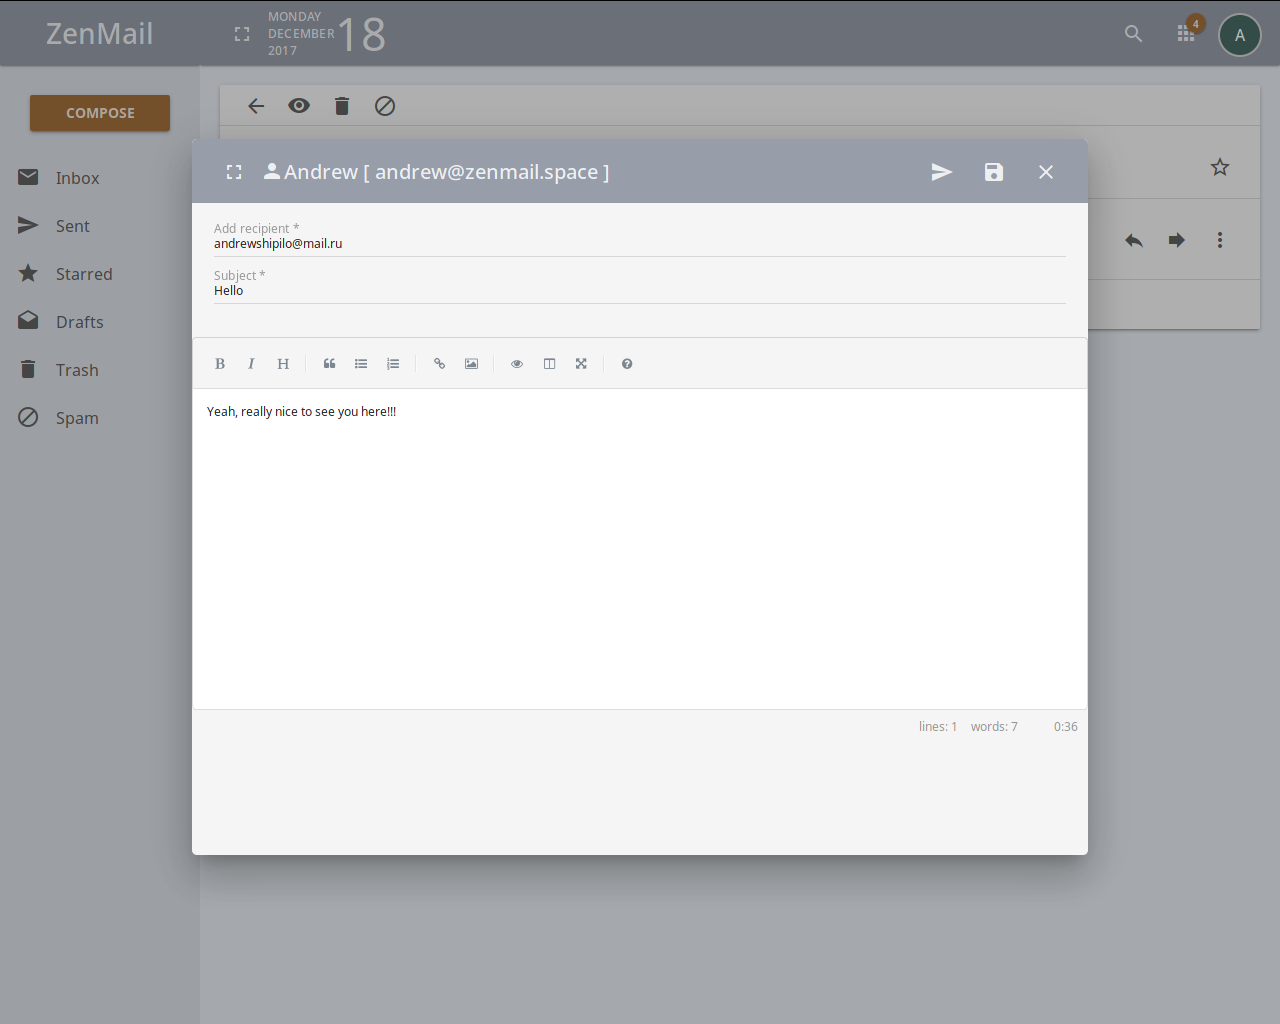 ZenMail
MONDAY
DECEMBER
2017
18
4
A
COMPOSE
Inbox
Sent
Starred
Drafts
Trash
Spam
Andrew [ andrew@zenmail.space ]
Add recipient *
andrewshipilo@mail.ru
Subject *
Hello
B I H
Yeah, really nice to see you here!!!
lines: 1 words: 7 0:36